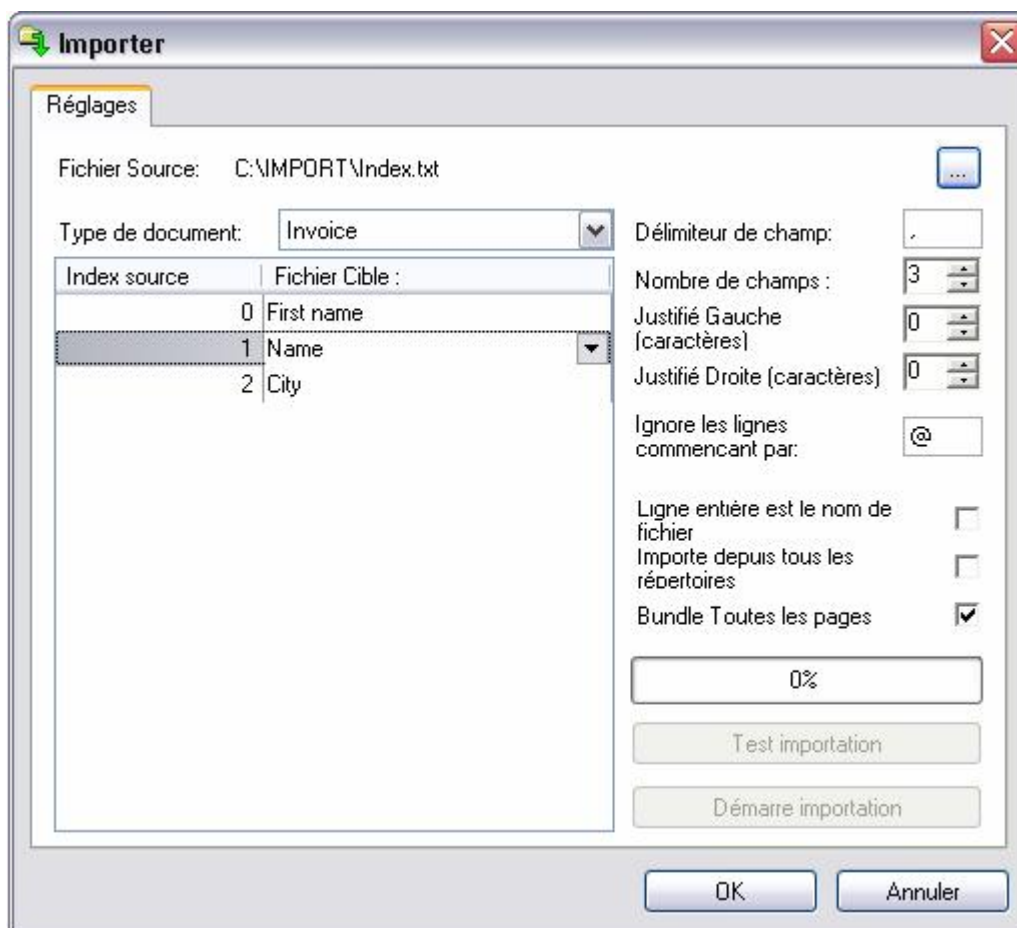 Importer
Réglages
Fichier Source: C:\IMPORT\Index.txt
...
Type de document: Invoice
Index source Fichier Cible :
0 First name
1 Name
2 City
Délimiteur de champ: ,
Nombre de champs : 3
Justifié Gauche
(caractères) 0
Justifié Droite (caractères) 0
Ignore les lignes
commencant par: @
Ligne entière est le nom de
fichier
Importe depuis tous les
répertoires
Bundle Toutes les pages
0%
Test importation
Démarre importation
OK Annuler